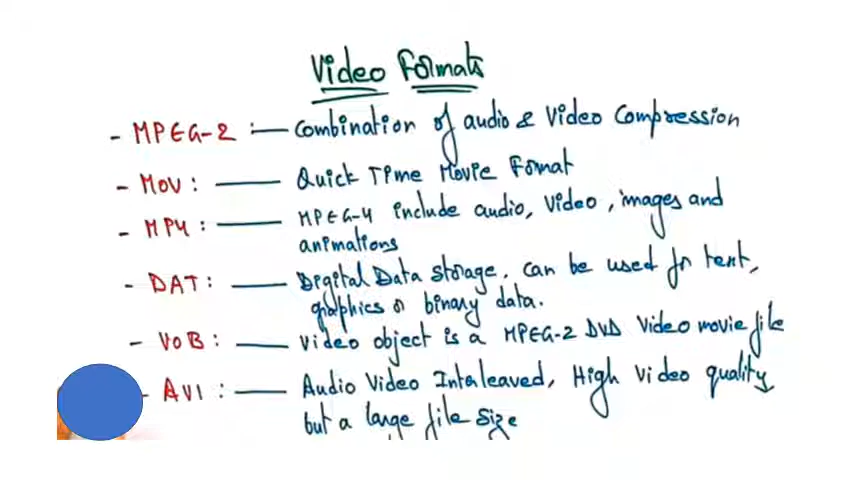 Video Formats
- MPEG-2 :— Combination of audio & Video Compression
- MOV : — Quick Time Movie Format
- MP4 : — MPEG-4 include audio, Video, images and
animations
- DAT : — Digital Data Storage. Can be used for text,
graphics or binary data.
- VOB : — Video object is a MPEG-2 DVD Video movie file
- AVI : — Audio Video Interleaved, High Video quality
but a large file size